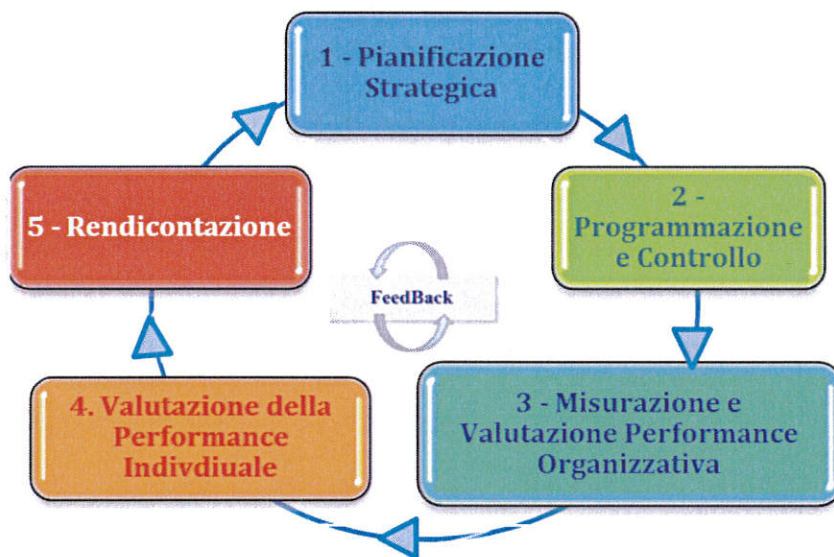 1 - Pianificazione
Strategica
2 -
Programmazione
e Controllo
3 - Misurazione e
Valutazione Performance
Organizzativa
4. Valutazione della
Performance
Indivdiuale
5 - Rendicontazione
FeedBack